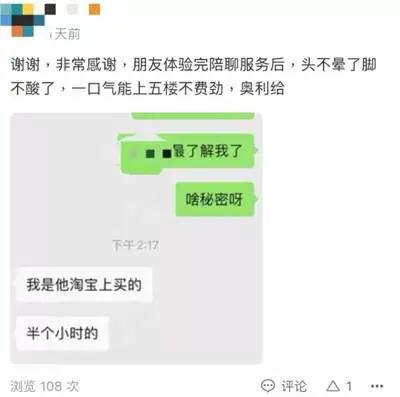 天前
谢谢，非常感谢，朋友体验完陪聊服务后，头不晕了脚
不酸了，一口气能上五楼不费劲，奥利给
最了解我了
啥秘密呀
下午 2:17
我是他淘宝上买的
半个小时的
浏览 108 次
评论
1